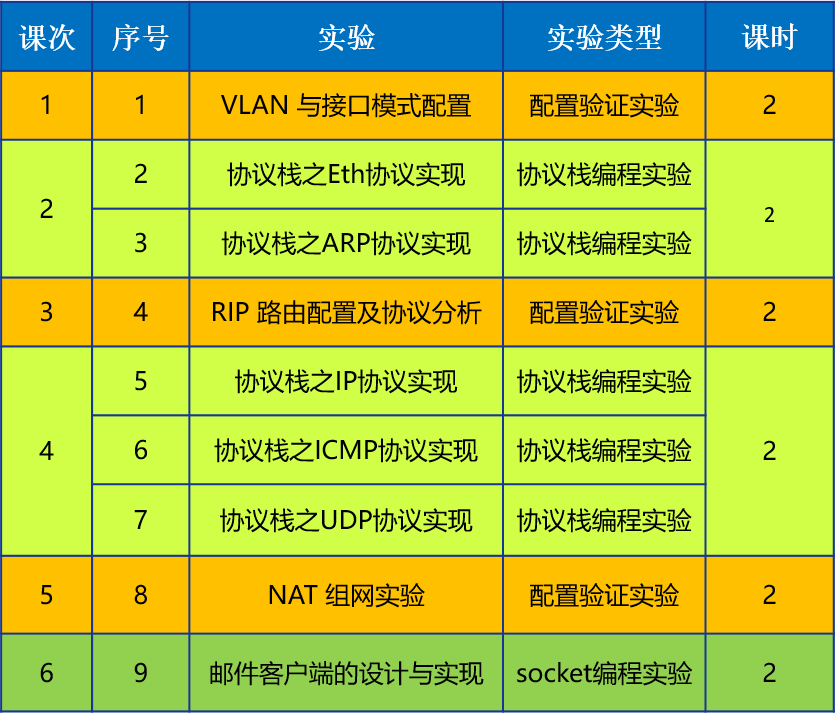 课次 序号 实验 实验类型 课时
1 1 VLAN 与接口模式配置 配置验证实验 2
2 2 协议栈之Eth协议实现 协议栈编程实验 2
3 协议栈之ARP协议实现 协议栈编程实验
3 4 RIP 路由配置及协议分析 配置验证实验 2
4 5 协议栈之IP协议实现 协议栈编程实验 2
6 协议栈之ICMP协议实现 协议栈编程实验
7 协议栈之UDP协议实现 协议栈编程实验
5 8 NAT 组网实验 配置验证实验 2
6 9 邮件客户端的设计与实现 socket编程实验 2